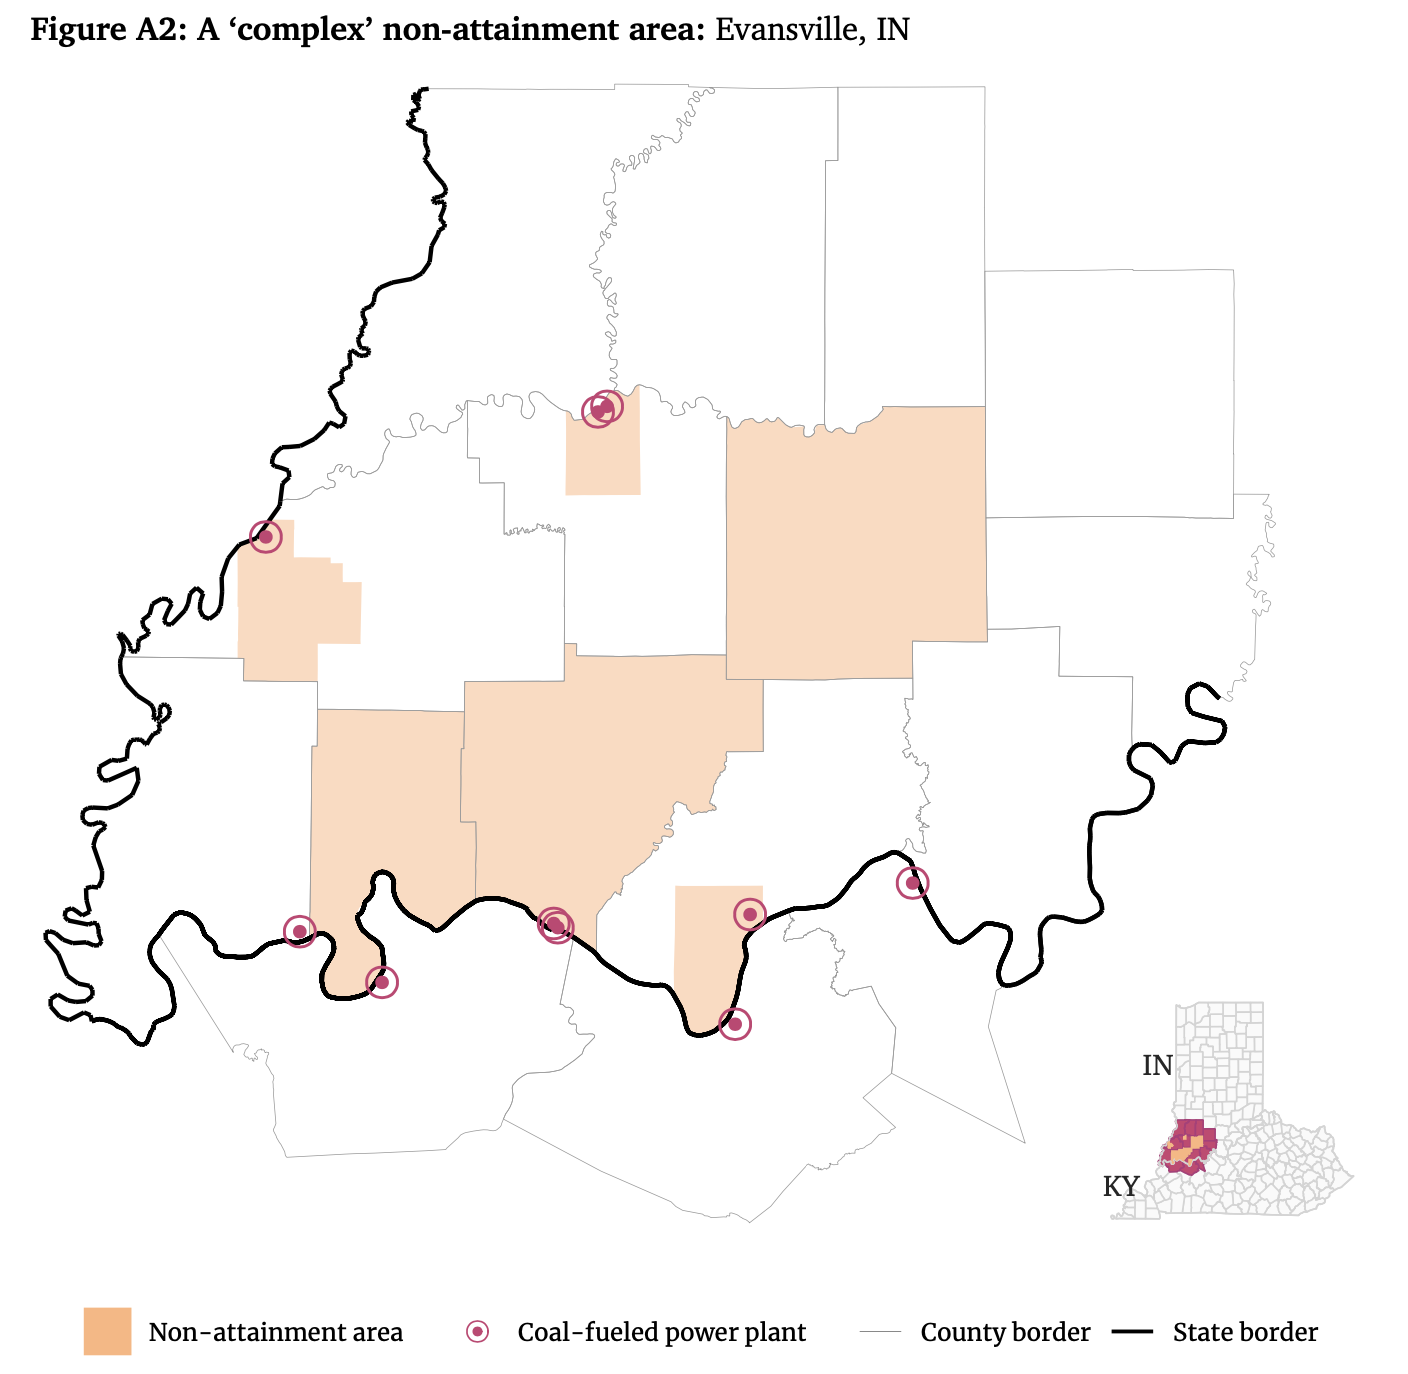 Figure A2: A ‘complex’ non-attainment area: Evansville, IN
IN
KY
Non-attainment area
Coal-fueled power plant
County border
State border